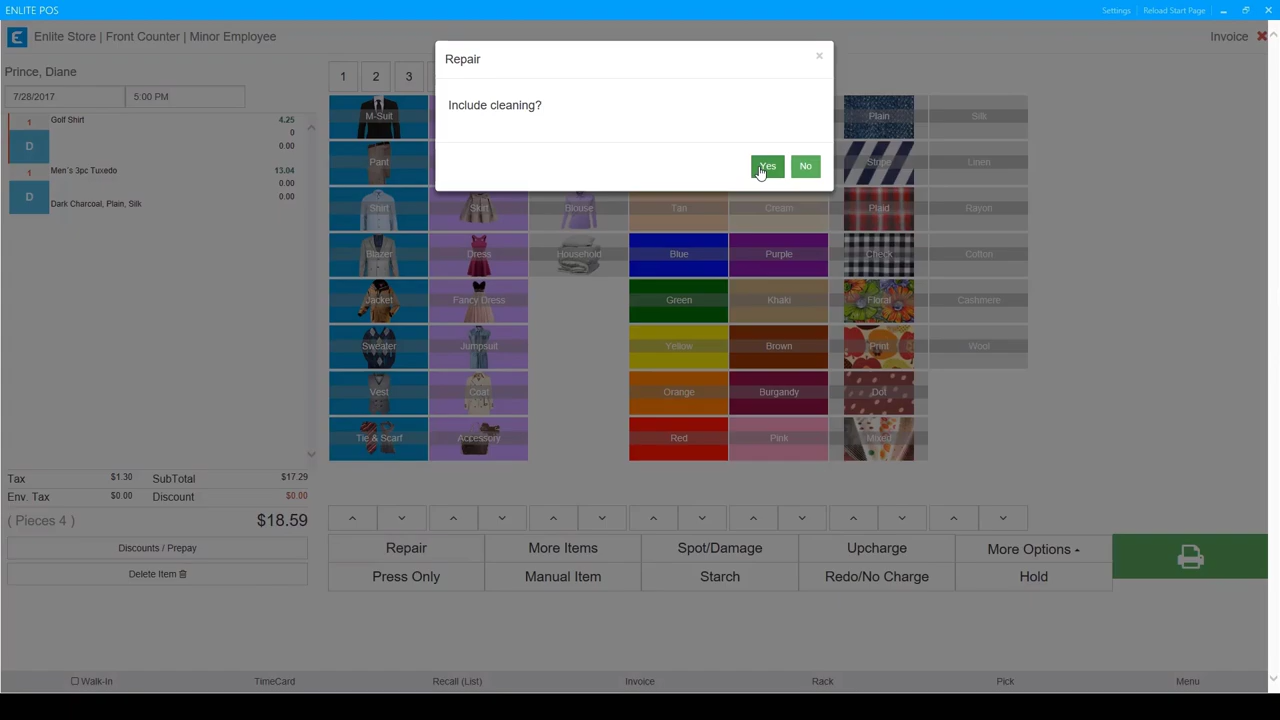 ENLITE POS
Settings
Reload Start Page
Enlite Store | Front Counter | Minor Employee
Invoice
Prince, Diane
7/28/2017
5:00 PM
1
Golf Shirt
4.25
0
D
0.00
1
Men`s 3pc Tuxedo
13.04
0.00
D
0.00
Dark Charcoal, Plain, Silk
Tax
$1.30
SubTotal
$17.29
Env. Tax
$0.00
Discount
$0.00
( Pieces 4 )
$18.59
Discounts / Prepay
Delete Item
1
2
3
Repair
×
Include cleaning?
Yes
No
M-Suit
Plain
Silk
Pant
Stripe
Linen
Shirt
Skirt
Blouse
Tan
Cream
Plaid
Rayon
Blazer
Dress
Household
Blue
Purple
Check
Cotton
Jacket
Fancy Dress
Green
Khaki
Floral
Cashmere
Sweater
Jumpsuit
Yellow
Brown
Print
Wool
Vest
Coat
Orange
Burgandy
Dot
Tie & Scarf
Accessory
Red
Pink
Mixed
Repair
More Items
Spot/Damage
Upcharge
More Options
Press Only
Manual Item
Starch
Redo/No Charge
Hold
Walk-In
TimeCard
Recall (List)
Invoice
Rack
Pick
Menu